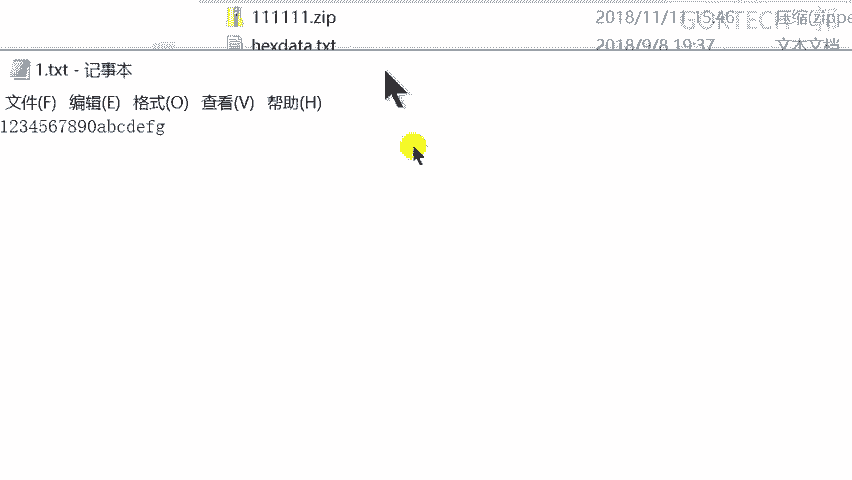 111111.zip 2018/11/11 15:46 压缩(zippe
hexdata.txt 2018/9/8 19:37 文本文档
1.txt - 记事本
文件(F) 编辑(E) 格式(O) 查看(V) 帮助(H)
1234567890abcdefg